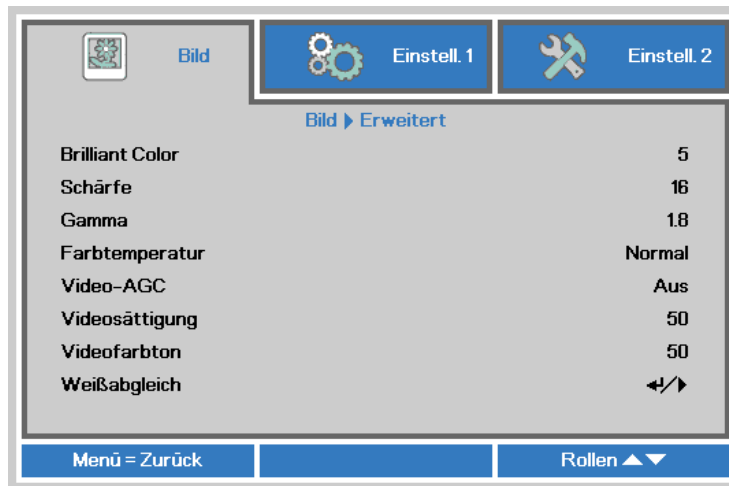 Bild Einstell. 1 Einstell. 2
Bild ▶ Erweitert
Brilliant Color 5
Schärfe 16
Gamma 1.8
Farbtemperatur Normal
Video-AGC Aus
Videosättigung 50
Videofarbton 50
Weißabgleich ↵/▶
Menü = Zurück Rollen ▲▼